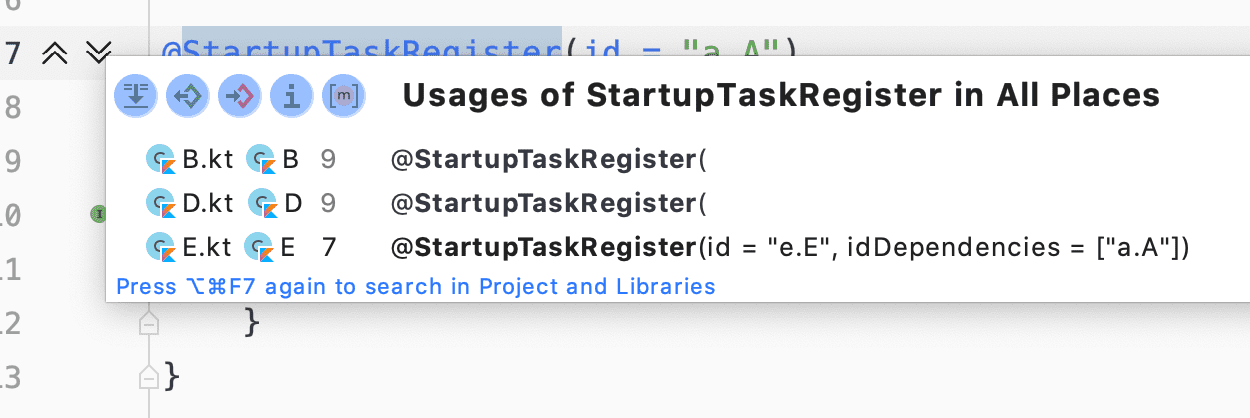 7 @StartupTaskRegister(id = "a.A")
Usages of StartupTaskRegister in All Places
8
B.kt B 9 @StartupTaskRegister(
9
D.kt D 9 @StartupTaskRegister(
10
E.kt E 7 @StartupTaskRegister(id = "e.E", idDependencies = ["a.A"])
11
Press ⌥⌘F7 again to search in Project and Libraries
12 }
13 }